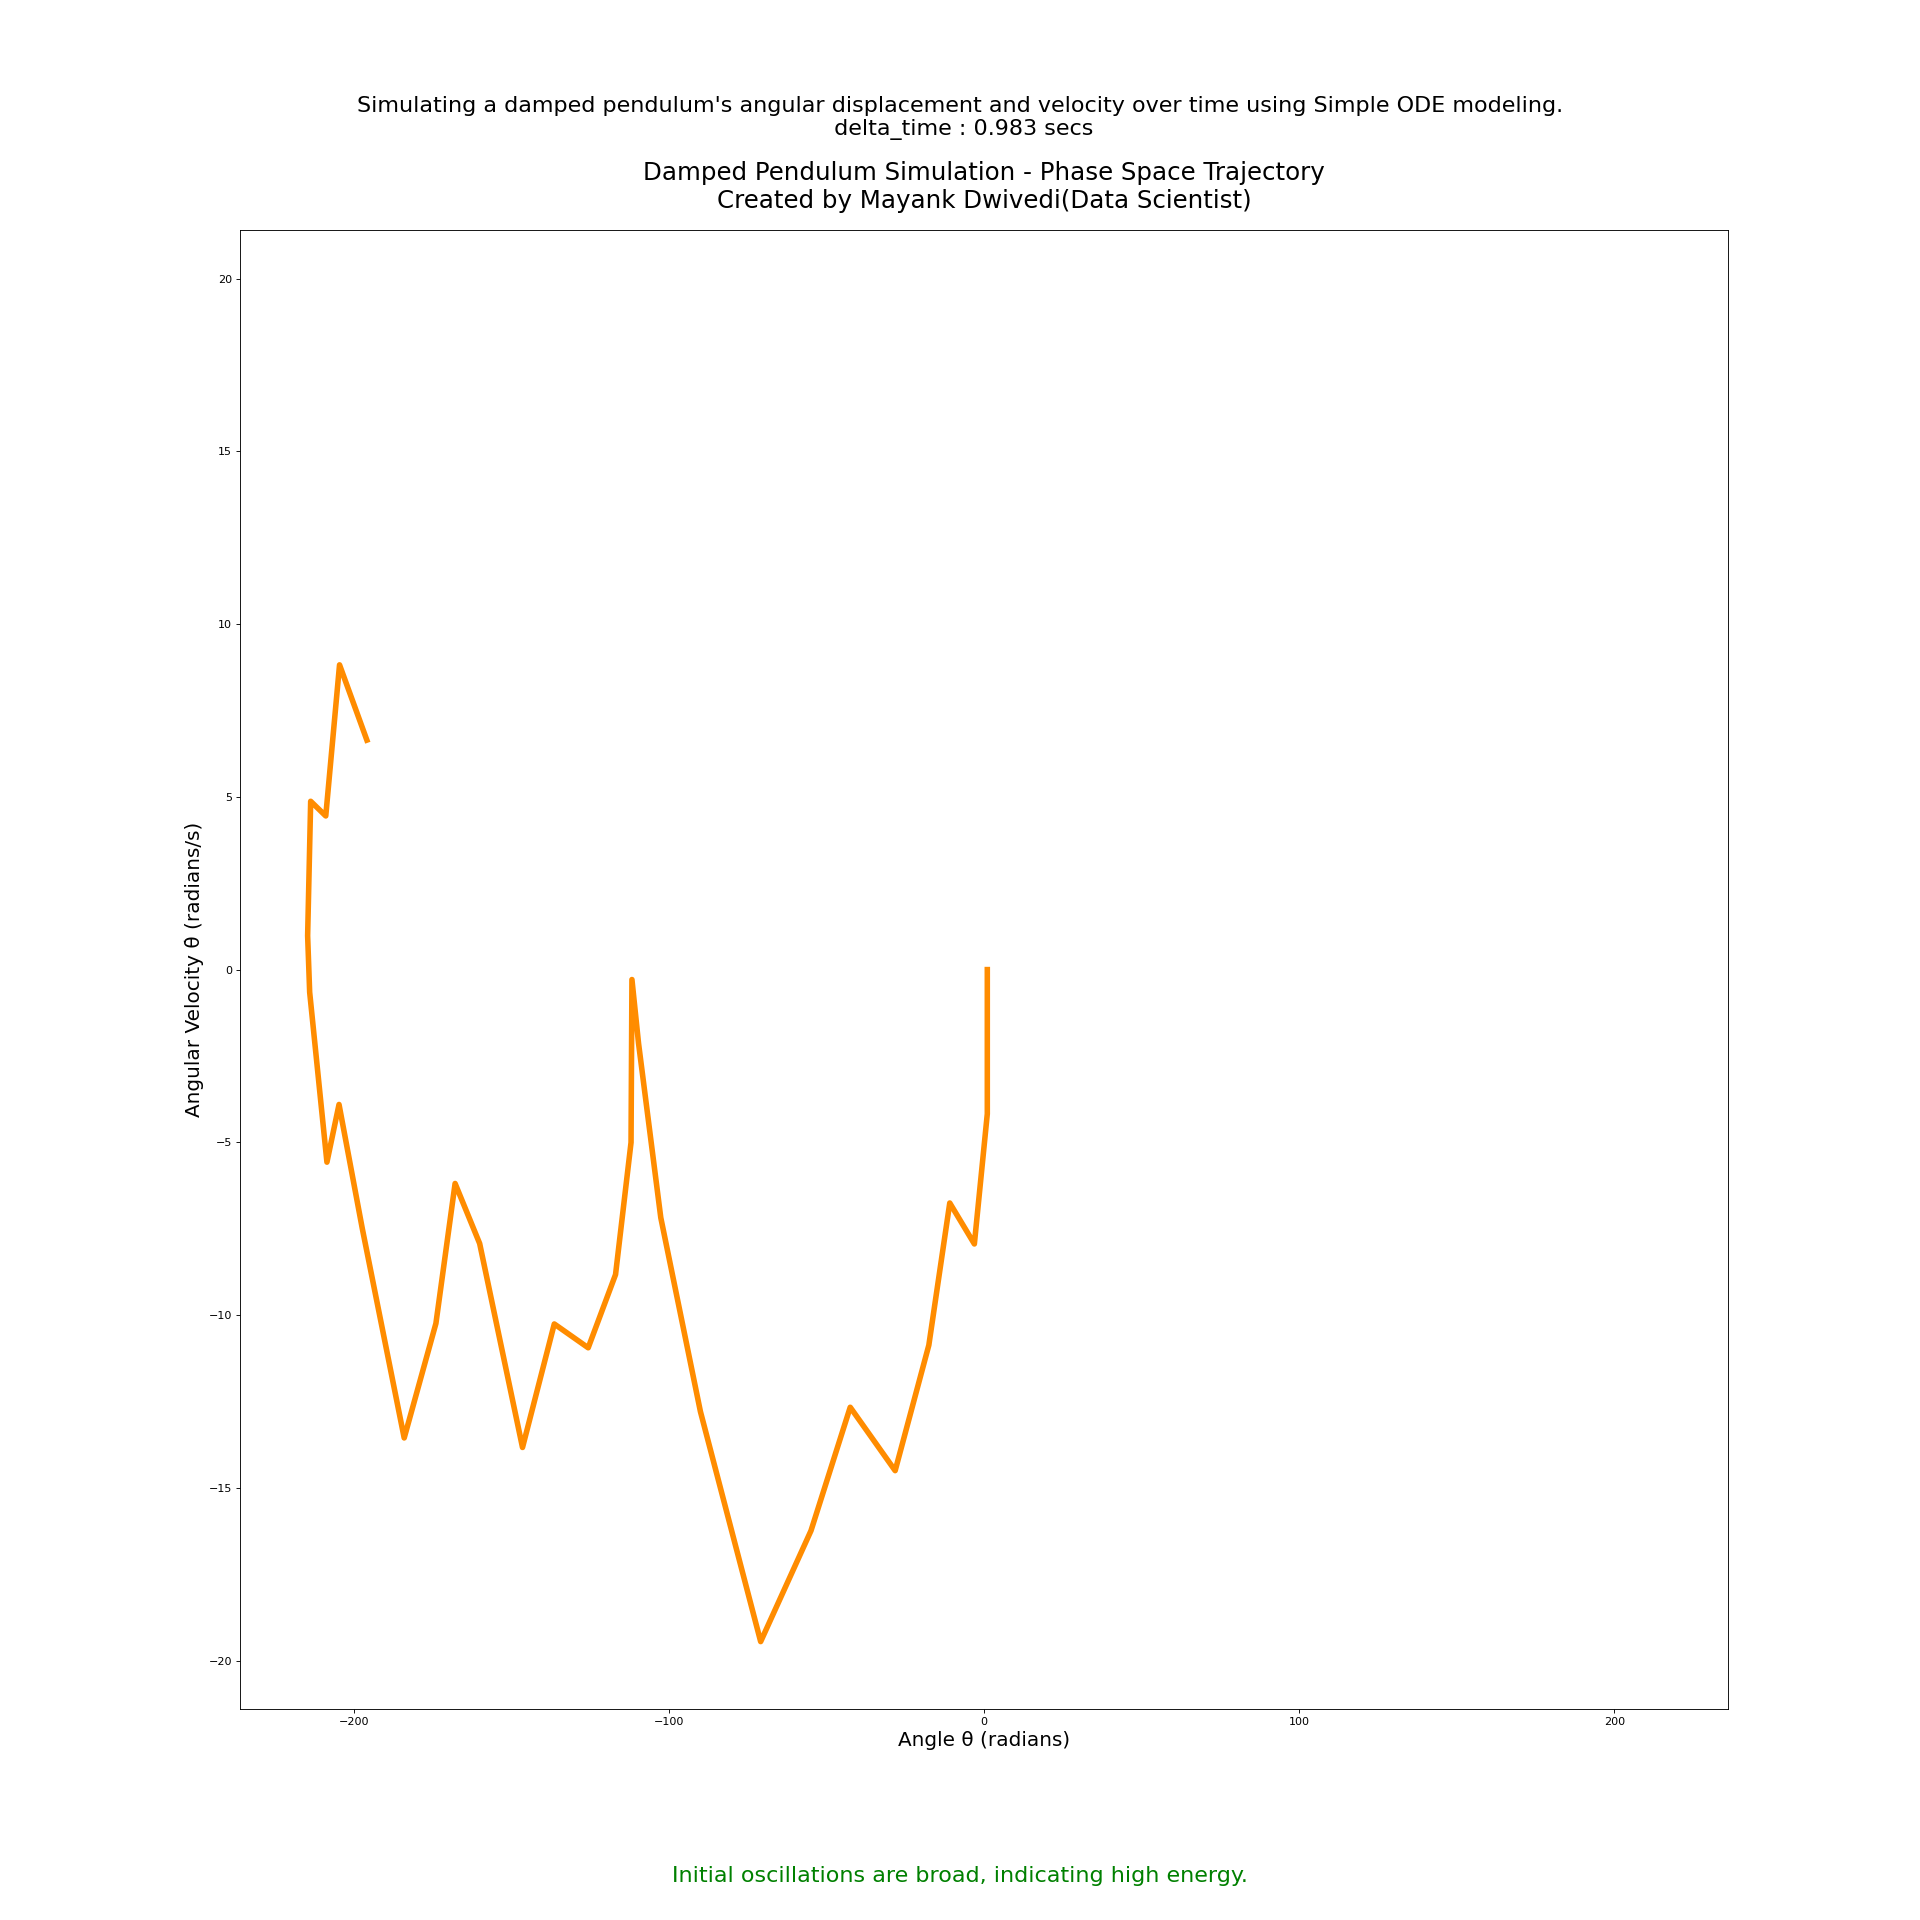 Simulating a damped pendulum's angular displacement and velocity over time using Simple ODE modeling.
delta_time : 0.983 secs
Damped Pendulum Simulation - Phase Space Trajectory
Created by Mayank Dwivedi(Data Scientist)
20
15
10
5
0
−5
−10
−15
−20
Angular Velocity θ (radians/s)
−200
−100
0
100
200
Angle θ (radians)
Initial oscillations are broad, indicating high energy.